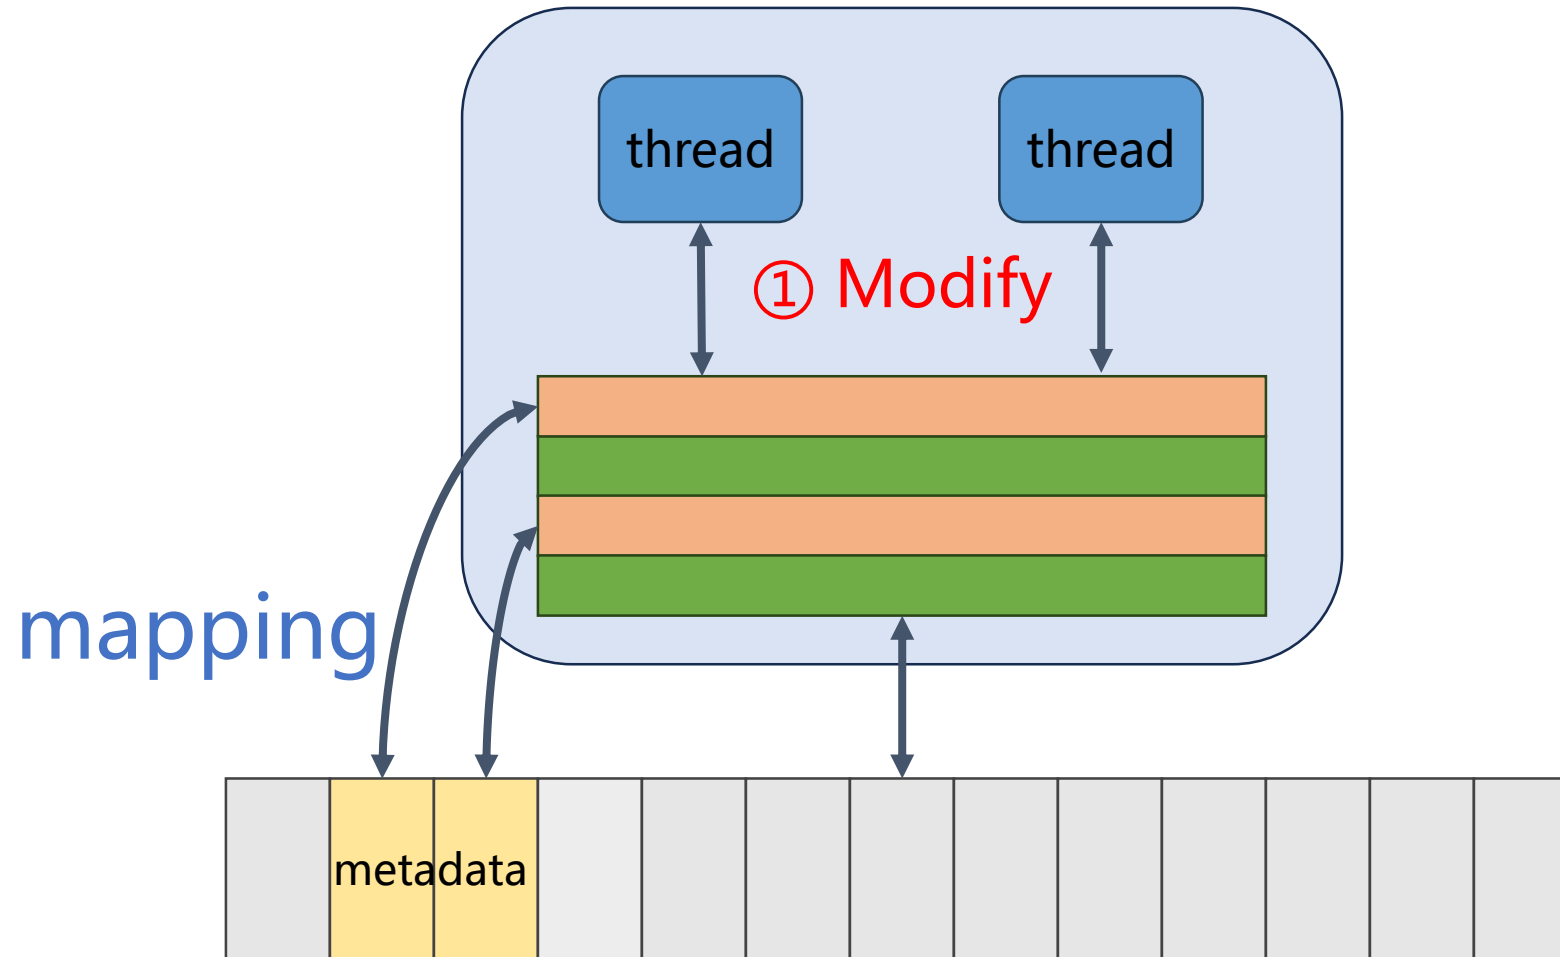 thread
thread
① Modify
mapping
metadata